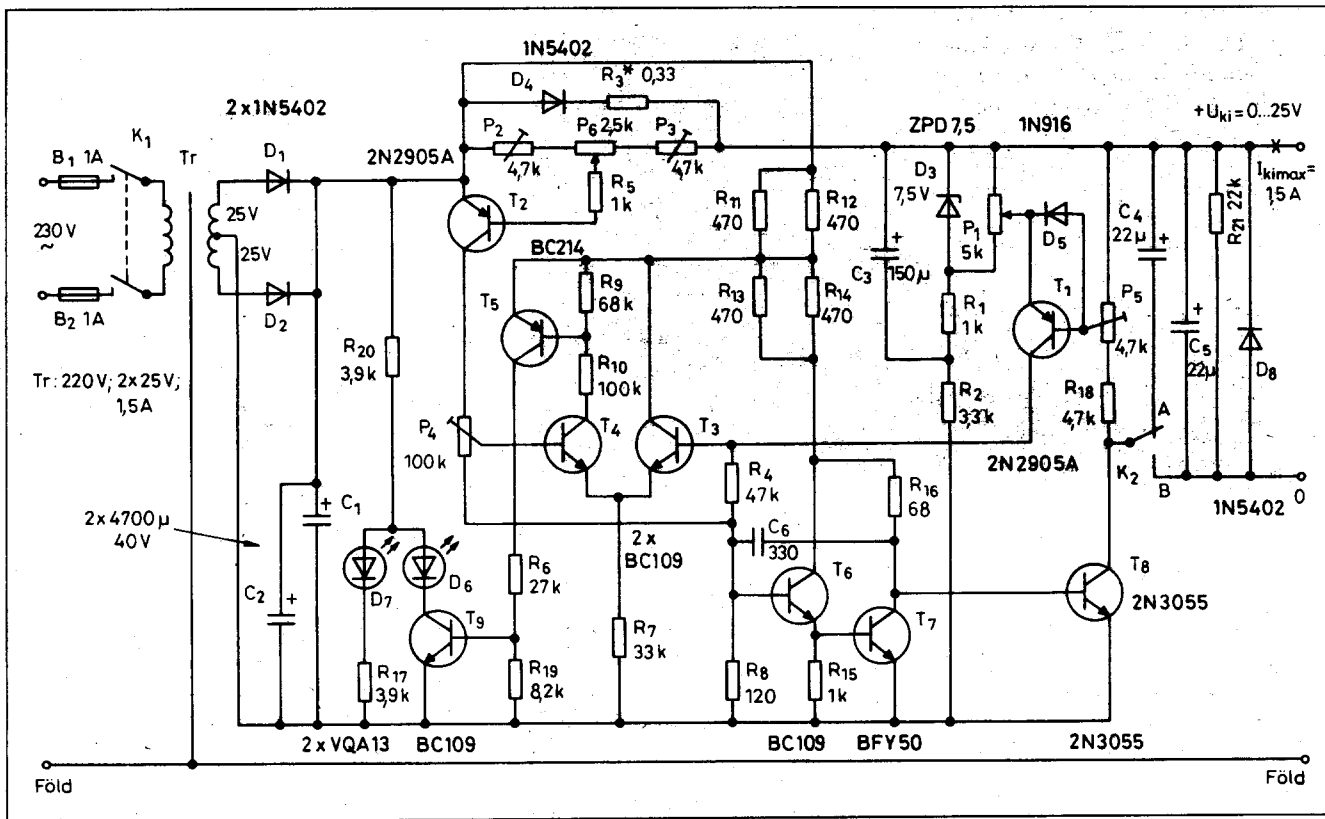 1N5402
D4
R3* 0,33
2x1N5402
K1
B1 1A
Tr
D1
2N2905A
P2
4,7k
P6 2,5k
P3
4,7k
ZPD 7,5
1N916
+Uki=0...25V
Ikimax=
1,5A
230V
~
25V
25V
T2
R5
1k
R11
470
R12
470
D3
7,5V
P1
5k
D5
C4
22µ
R21 22k
BC214
C3
150µ
B2 1A
D2
T5
R9
68k
R13
470
R14
470
R1
1k
T1
P5
4,7k
C5
22µ
D8
R20
3,9k
R10
100k
R2
3,3k
R18
4,7k
Tr: 220V; 2x25V;
1,5A
P4
100k
T4
T3
2N2905A
A
K2
B
0
1N5402
R4
47k
R16
68
2x4700µ
40V
C1
C2
2x
BC109
C6
330
D7
D6
R6
27k
T6
T7
T8
2N3055
T9
R7
33k
R17
3,9k
R19
8,2k
R8
120
R15
1k
2xVQA13
BC109
BC109
BFY50
2N3055
Föld
Föld